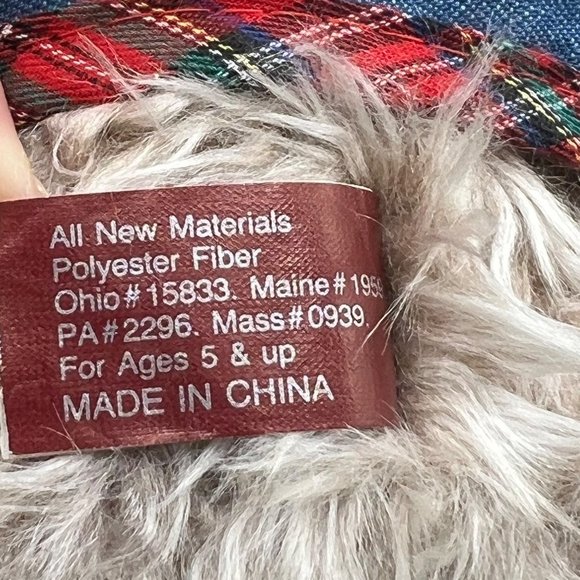 All New Materials
Polyester Fiber
Ohio#15833. Maine#195
PA#2296. Mass#0939.
For Ages 5 & up
MADE IN CHINA